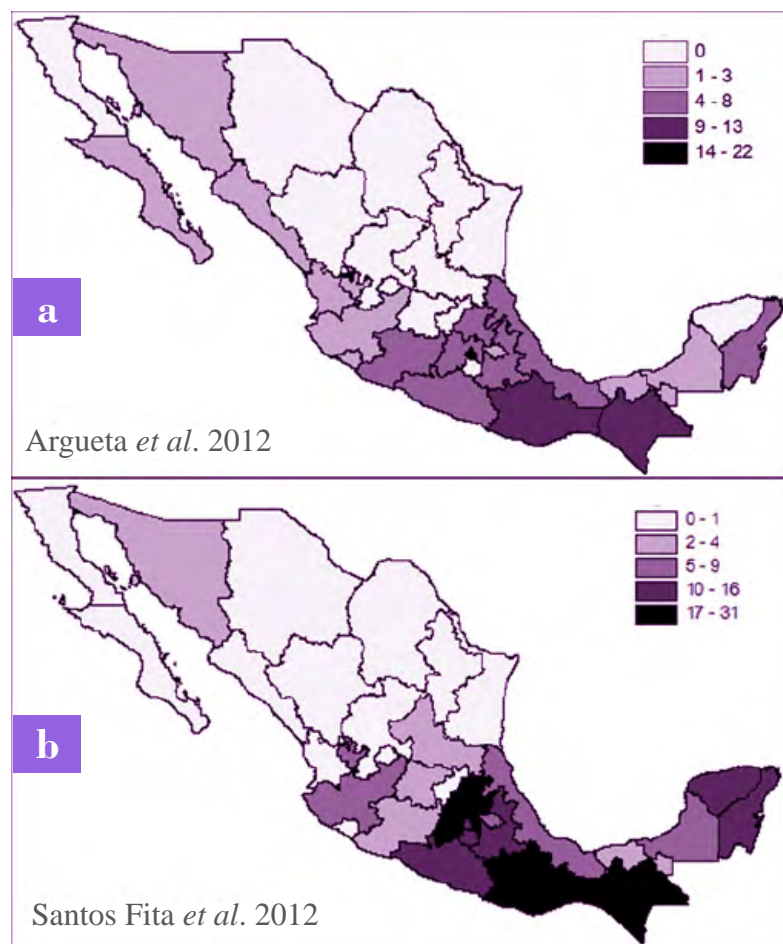 0
1 - 3
4 - 8
9 - 13
14 - 22
a
Argueta et al. 2012
0 - 1
2 - 4
5 - 9
10 - 16
17 - 31
b
Santos Fita et al. 2012